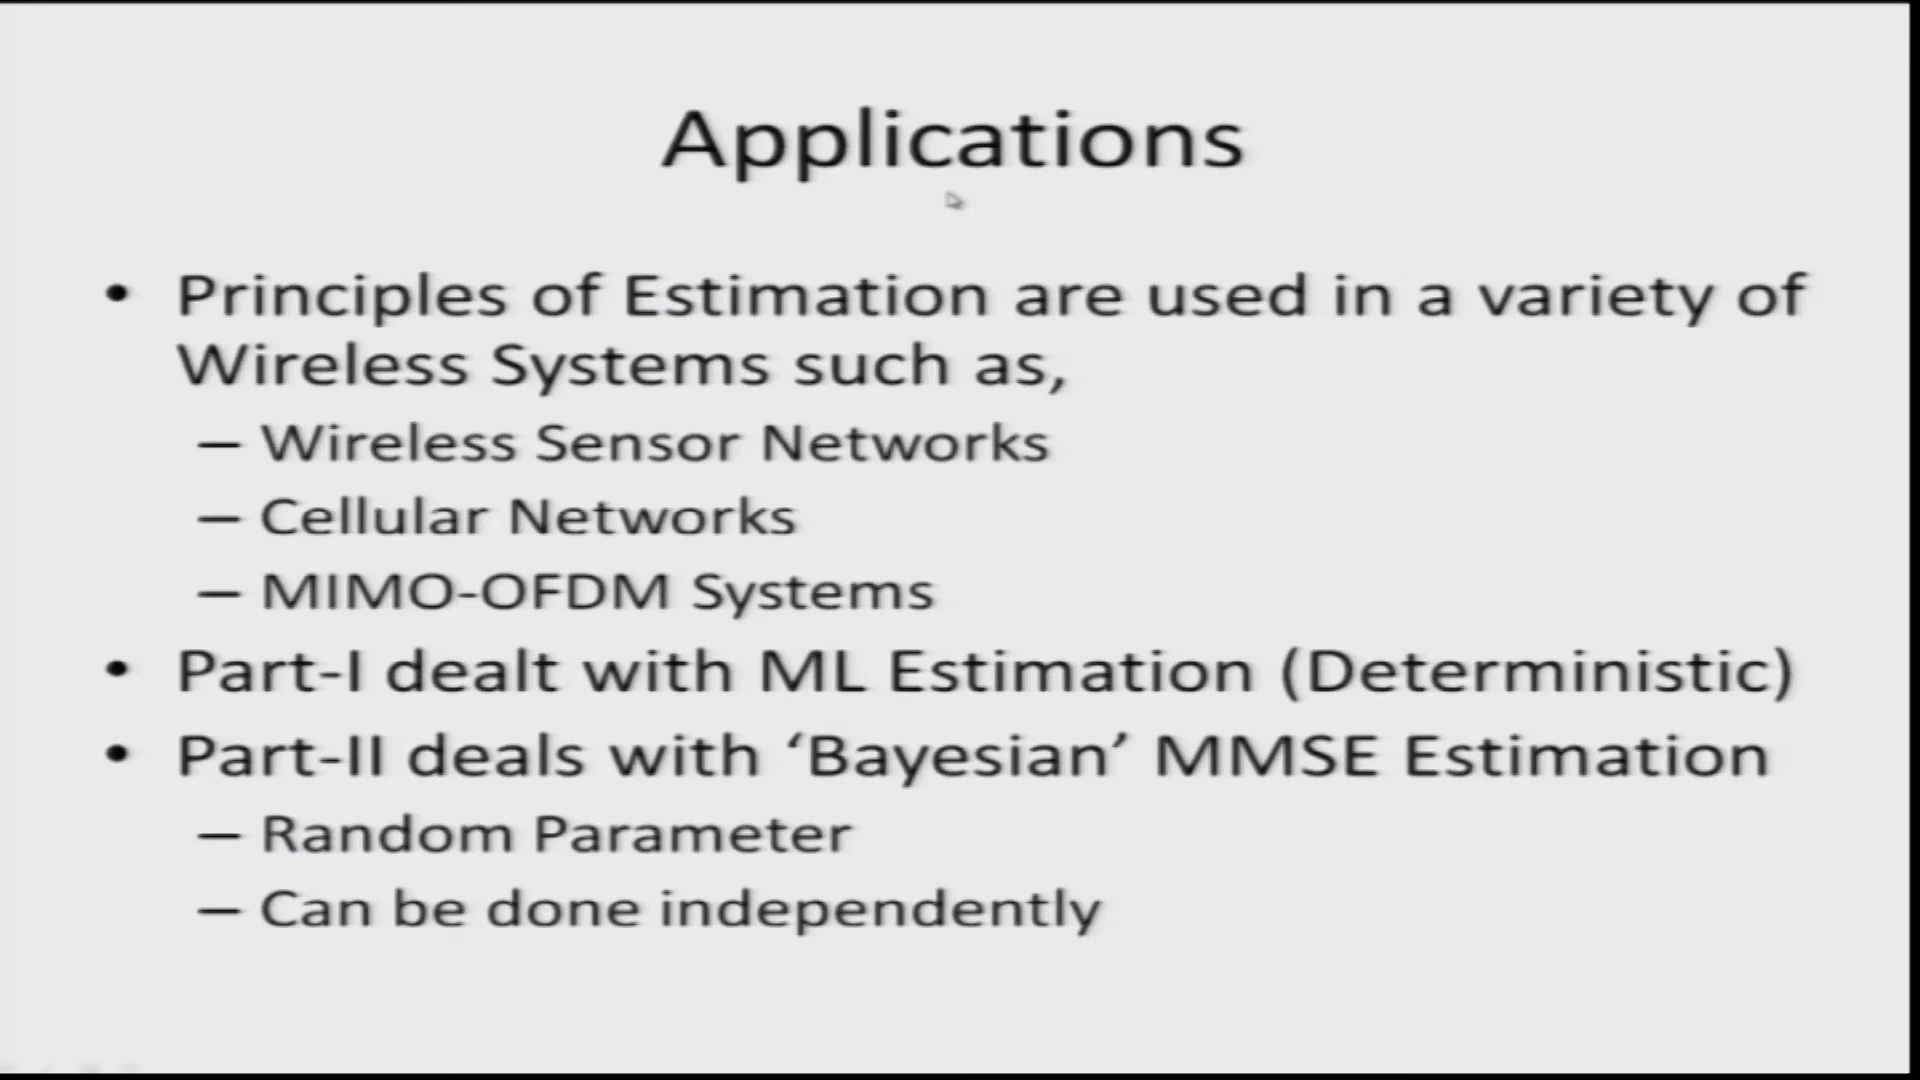 Applications
• Principles of Estimation are used in a variety of
Wireless Systems such as,
– Wireless Sensor Networks
– Cellular Networks
– MIMO-OFDM Systems
• Part-I dealt with ML Estimation (Deterministic)
• Part-II deals with ‘Bayesian’ MMSE Estimation
– Random Parameter
– Can be done independently